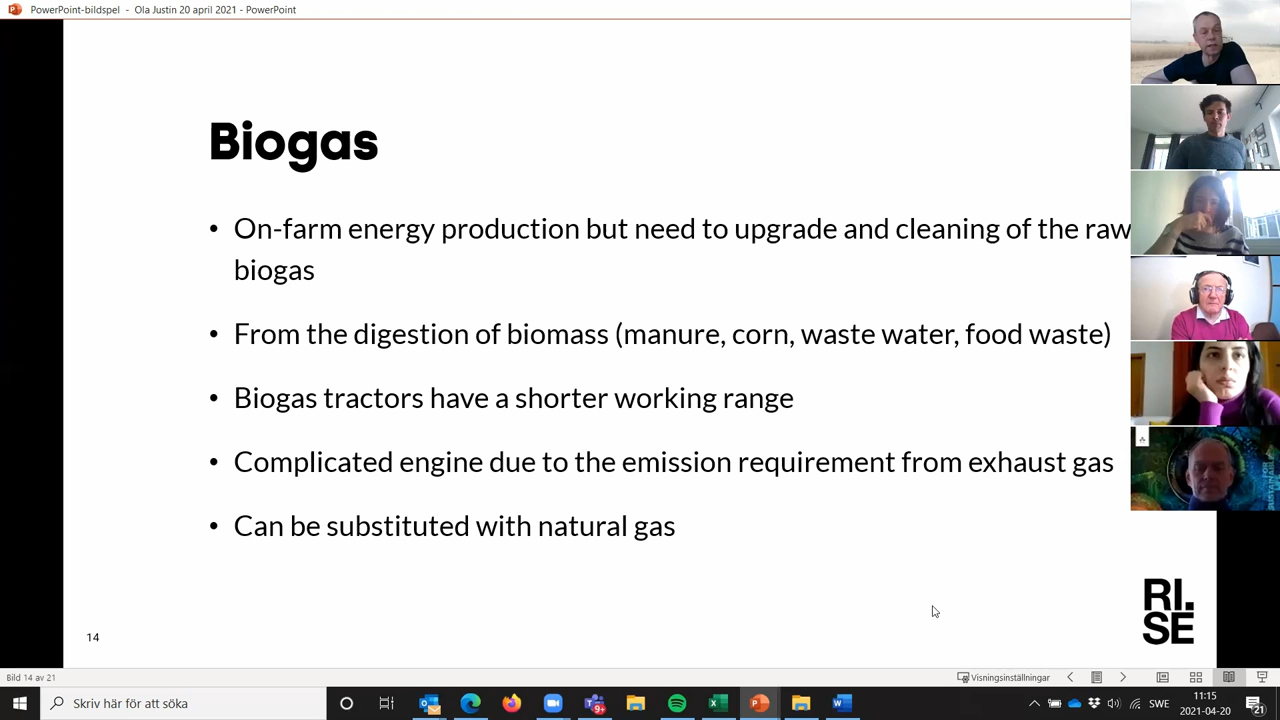 PowerPoint-bildspel - Ola Justin 20 april 2021 - PowerPoint
Biogas
• On-farm energy production but need to upgrade and cleaning of the raw
biogas
• From the digestion of biomass (manure, corn, waste water, food waste)
• Biogas tractors have a shorter working range
• Complicated engine due to the emission requirement from exhaust gas
• Can be substituted with natural gas
RI.
SE
14
Bild 14 av 21
Visningsinställningar
Skriv här för att söka
9+
SWE
11:15
2021-04-20
21